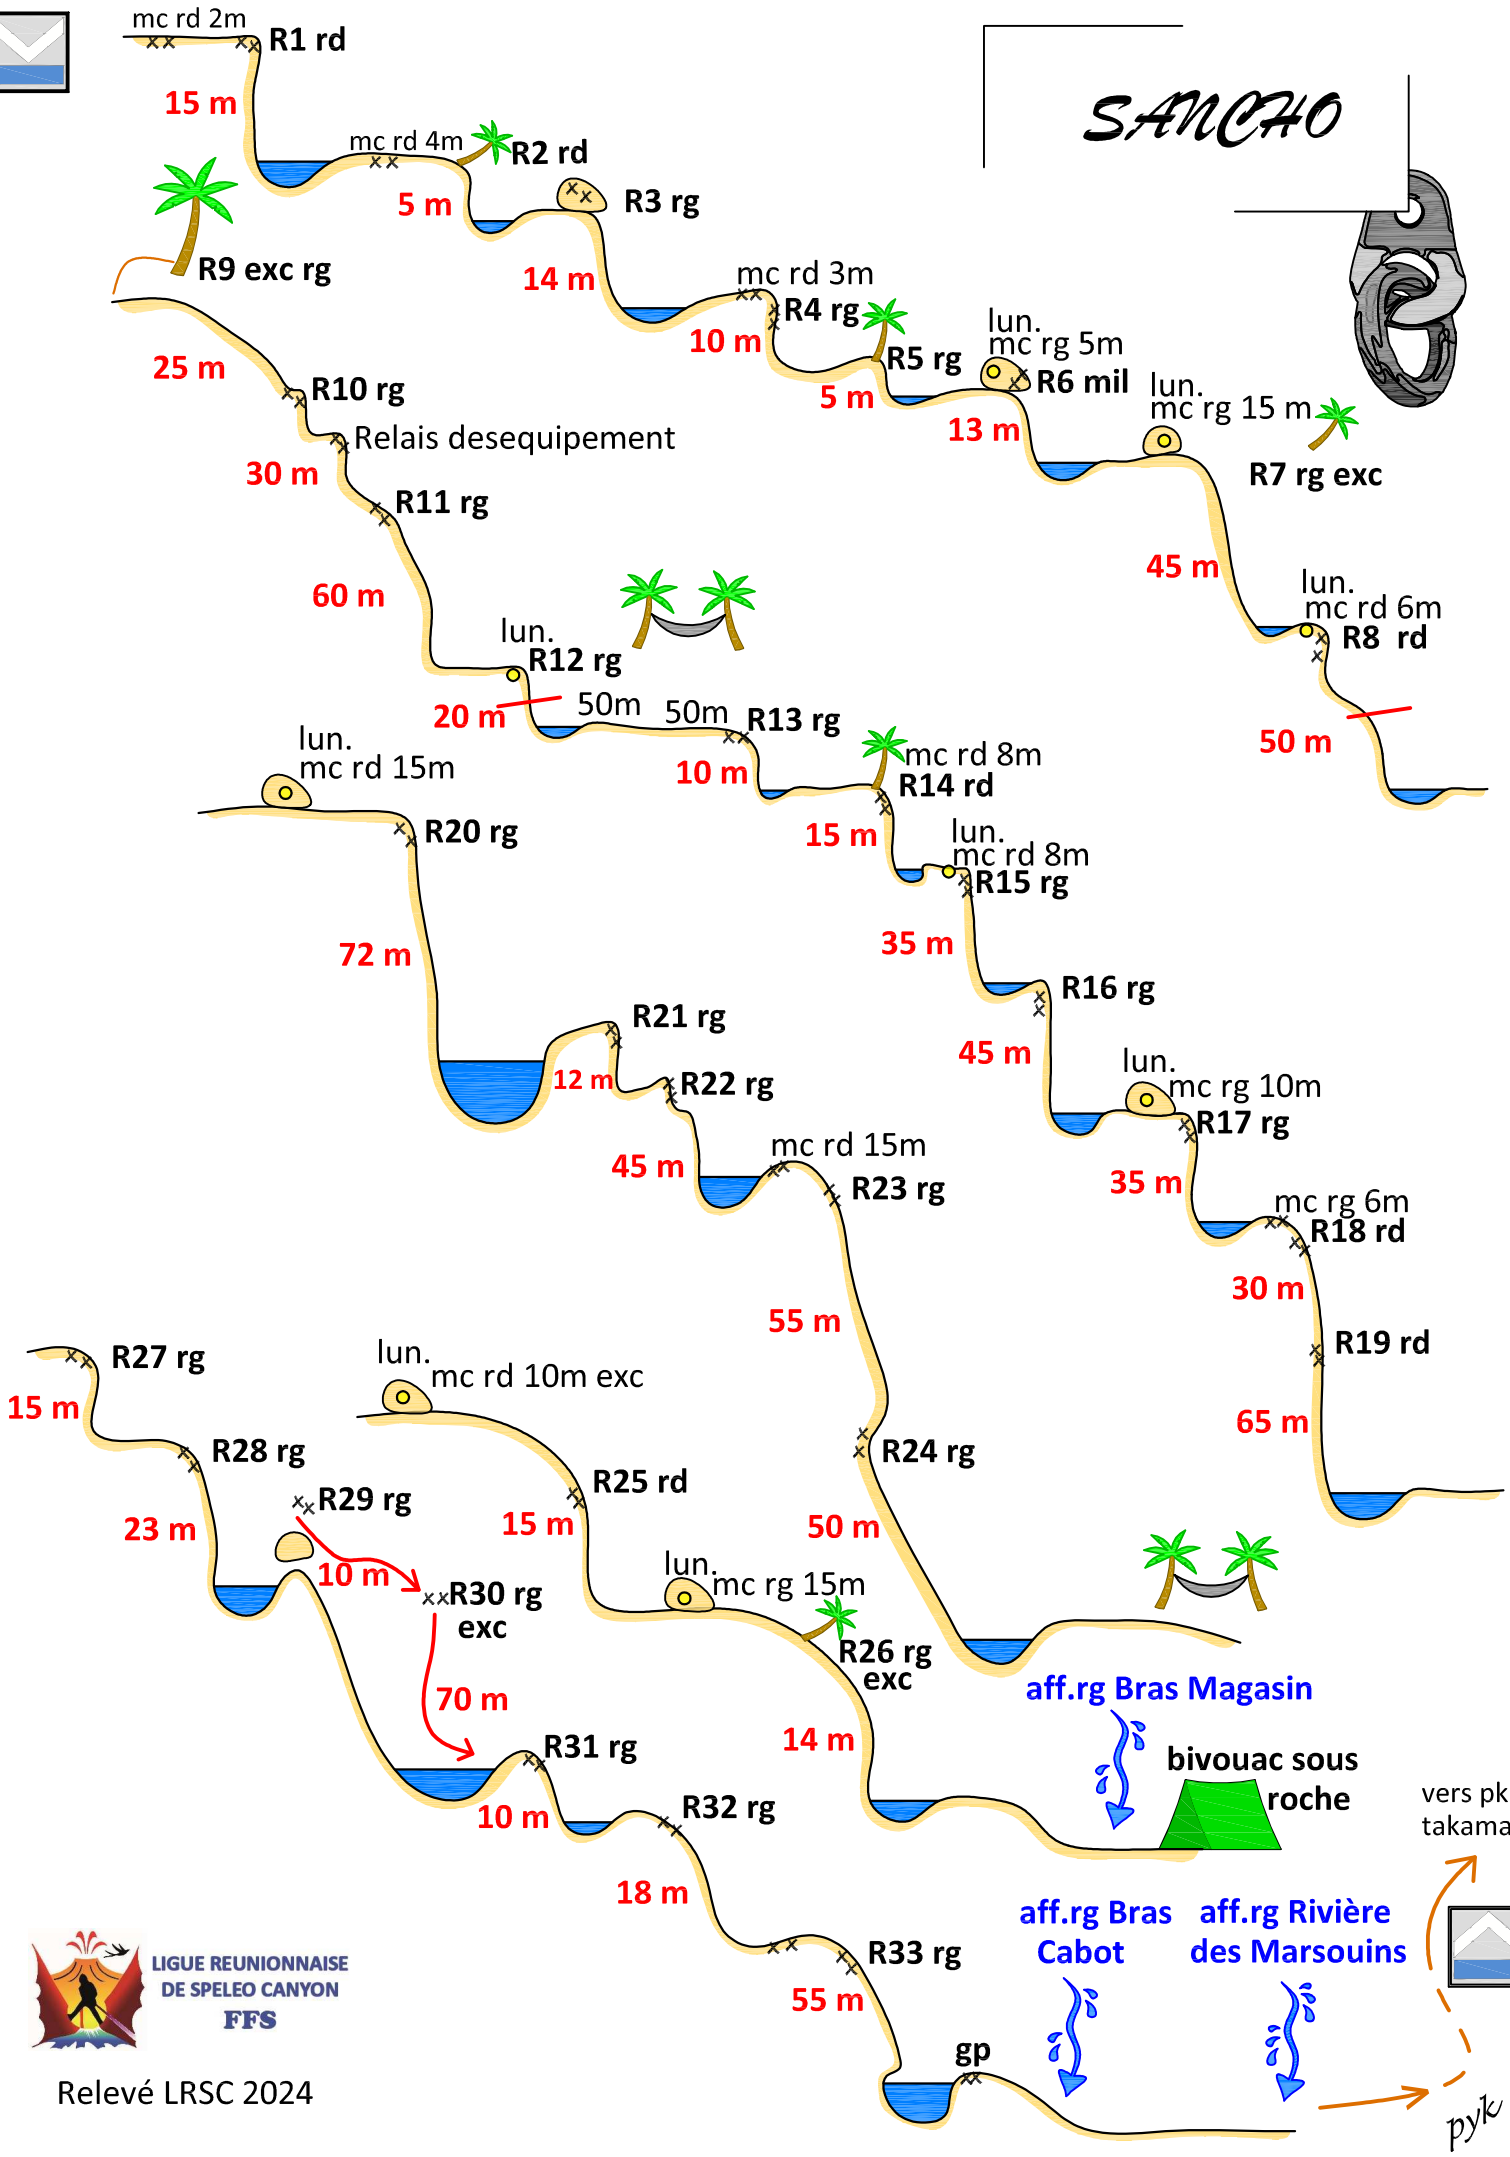 mc rd 2m
R1 rd
15 m
mc rd 4m
R2 rd
5 m
R3 rg
14 m
mc rd 3m
R4 rg
10 m
R5 rg
5 m
lun.
mc rg 5m
R6 mil
13 m
lun.
mc rg 15 m
R7 rg exc
45 m
lun.
mc rd 6m
R8 rd
50 m
SANCHO
R9 exc rg
25 m
R10 rg
Relais desequipement
30 m
R11 rg
60 m
lun.
R12 rg
20 m
50m
50m
R13 rg
10 m
mc rd 8m
R14 rd
15 m
lun.
mc rd 8m
R15 rg
35 m
R16 rg
45 m
lun.
mc rg 10m
R17 rg
35 m
mc rg 6m
R18 rd
30 m
R19 rd
65 m
lun.
mc rd 15m
R20 rg
72 m
R21 rg
12 m
R22 rg
45 m
mc rd 15m
R23 rg
55 m
R24 rg
50 m
lun.
mc rd 10m exc
R25 rd
15 m
lun.
mc rg 15m
R26 rg
exc
14 m
aff.rg Bras Magasin
bivouac sous
roche
R27 rg
15 m
R28 rg
23 m
R29 rg
10 m
R30 rg
exc
70 m
R31 rg
10 m
R32 rg
18 m
R33 rg
55 m
gp
aff.rg Bras
Cabot
aff.rg Rivière
des Marsouins
vers pk
takama
pyk
LIGUE REUNIONNAISE
DE SPELEO CANYON
FFS
Relevé LRSC 2024